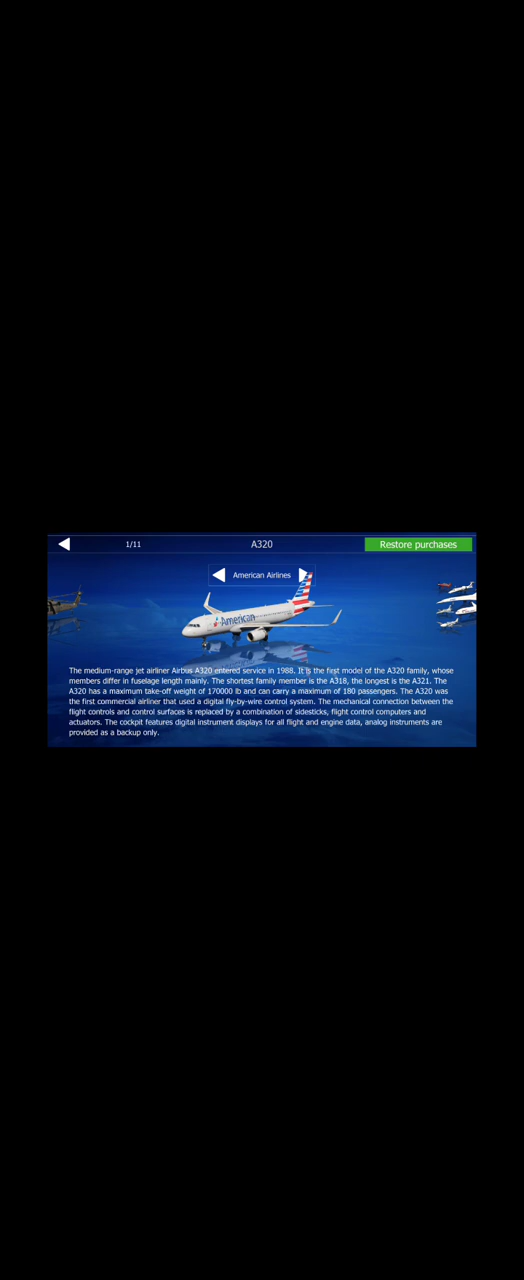 1/11
A320
Restore purchases
American Airlines
American
The medium-range jet airliner Airbus A320 entered service in 1988. It is the first model of the A320 family, whose
members differ in fuselage length mainly. The shortest family member is the A318, the longest is the A321. The
A320 has a maximum take-off weight of 170000 lb and can carry a maximum of 180 passengers. The A320 was
the first commercial airliner that used a digital fly-by-wire control system. The mechanical connection between the
flight controls and control surfaces is replaced by a combination of sidesticks, flight control computers and
actuators. The cockpit features digital instrument displays for all flight and engine data, analog instruments are
provided as a backup only.